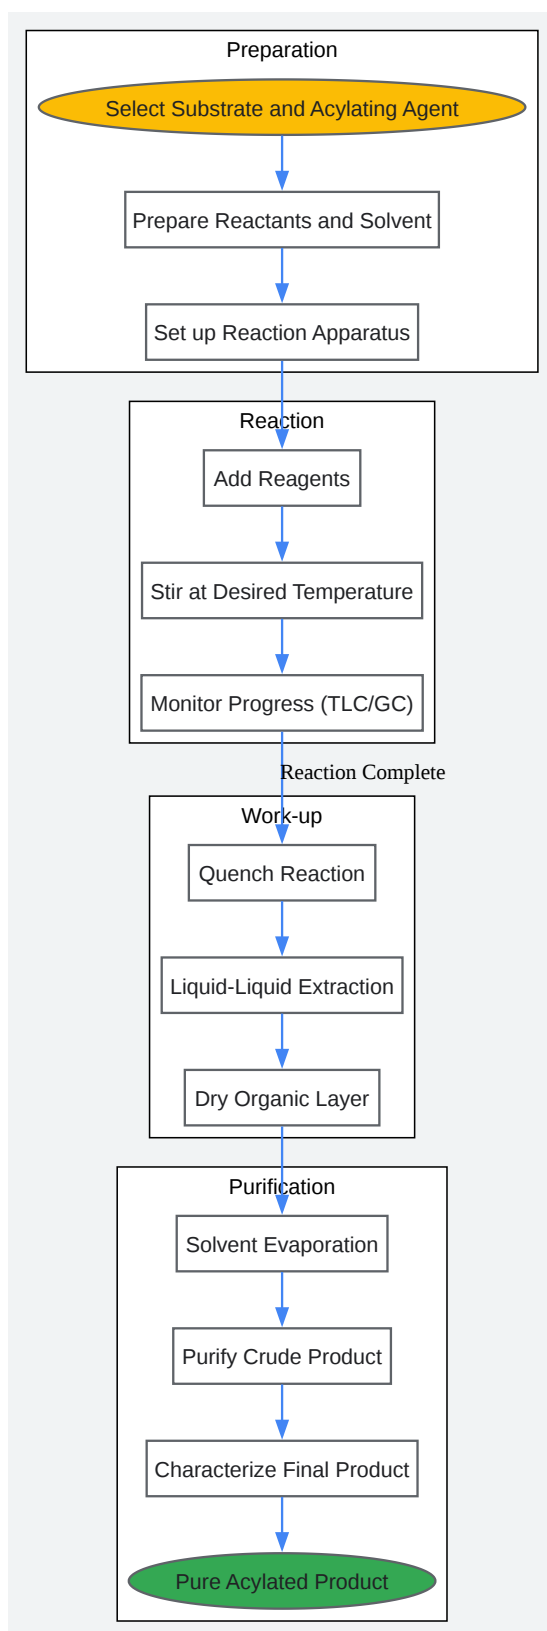 Preparation
Select Substrate and Acylating Agent
Prepare Reactants and Solvent
Set up Reaction Apparatus
Reaction
Add Reagents
Stir at Desired Temperature
Monitor Progress (TLC/GC)
Reaction Complete
Work-up
Quench Reaction
Liquid-Liquid Extraction
Dry Organic Layer
Purification
Solvent Evaporation
Purify Crude Product
Characterize Final Product
Pure Acylated Product